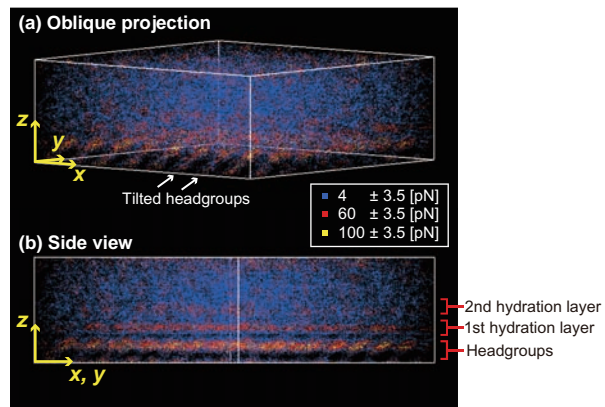 (a) Oblique projection
z
y
x
Tilted headgroups
4 ± 3.5 [pN]
60 ± 3.5 [pN]
100 ± 3.5 [pN]
(b) Side view
z
x, y
2nd hydration layer
1st hydration layer
Headgroups